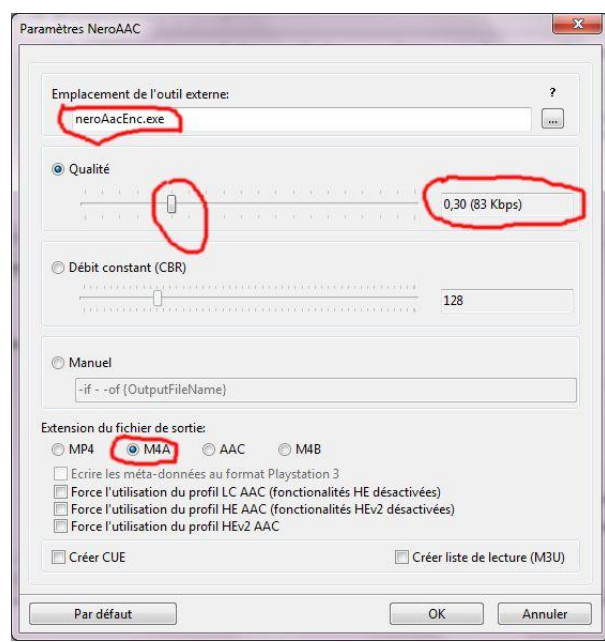 Paramètres NeroAAC
Emplacement de l'outil externe:
?
neroAacEnc.exe
...
Qualité
0,30 (83 Kbps)
Débit constant (CBR)
128
Manuel
-if - -of {OutputFileName}
Extension du fichier de sortie:
MP4 M4A AAC M4B
Ecrire les méta-données au format Playstation 3
Force l'utilisation du profil LC AAC (fonctionalités HE désactivées)
Force l'utilisation du profil HE AAC (fonctionalités HEv2 désactivées)
Force l'utilisation du profil HEv2 AAC
Créer CUE Créer liste de lecture (M3U)
Par défaut OK Annuler